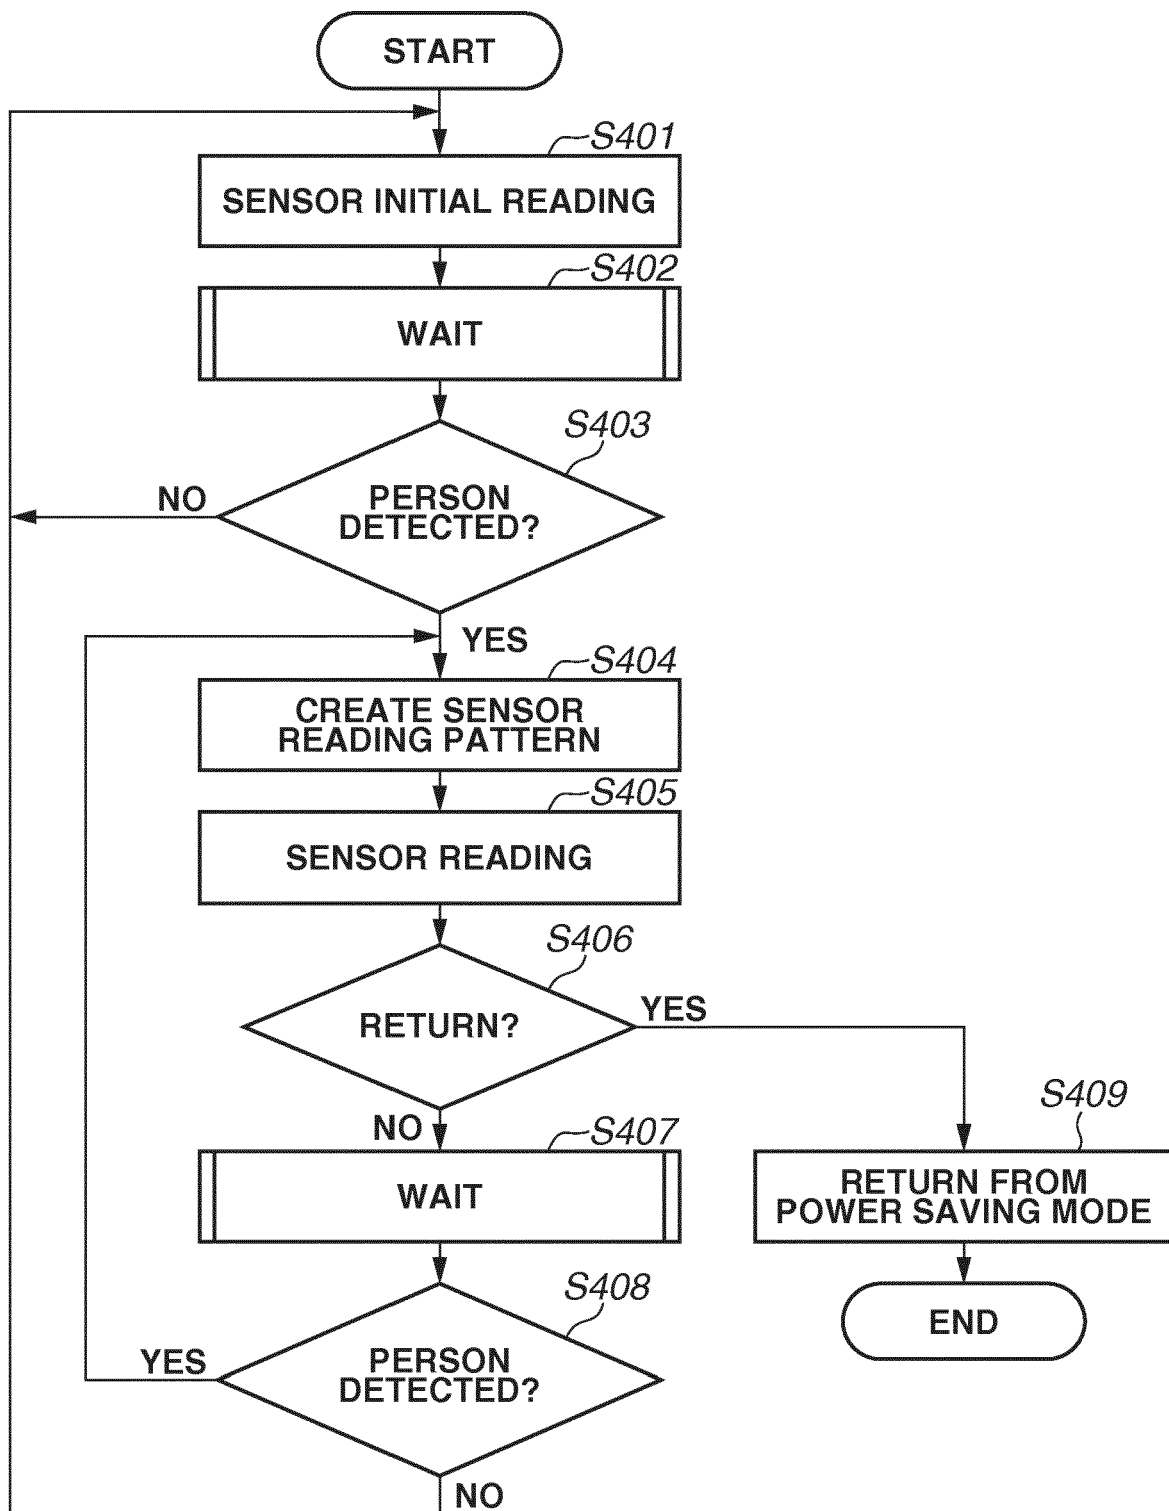 START
S401
SENSOR INITIAL READING
S402
WAIT
S403
NO
PERSON
DETECTED?
YES
S404
CREATE SENSOR
READING PATTERN
S405
SENSOR READING
S406
YES
RETURN?
NO
S407
WAIT
S409
RETURN FROM
POWER SAVING MODE
S408
END
YES
PERSON
DETECTED?
NO